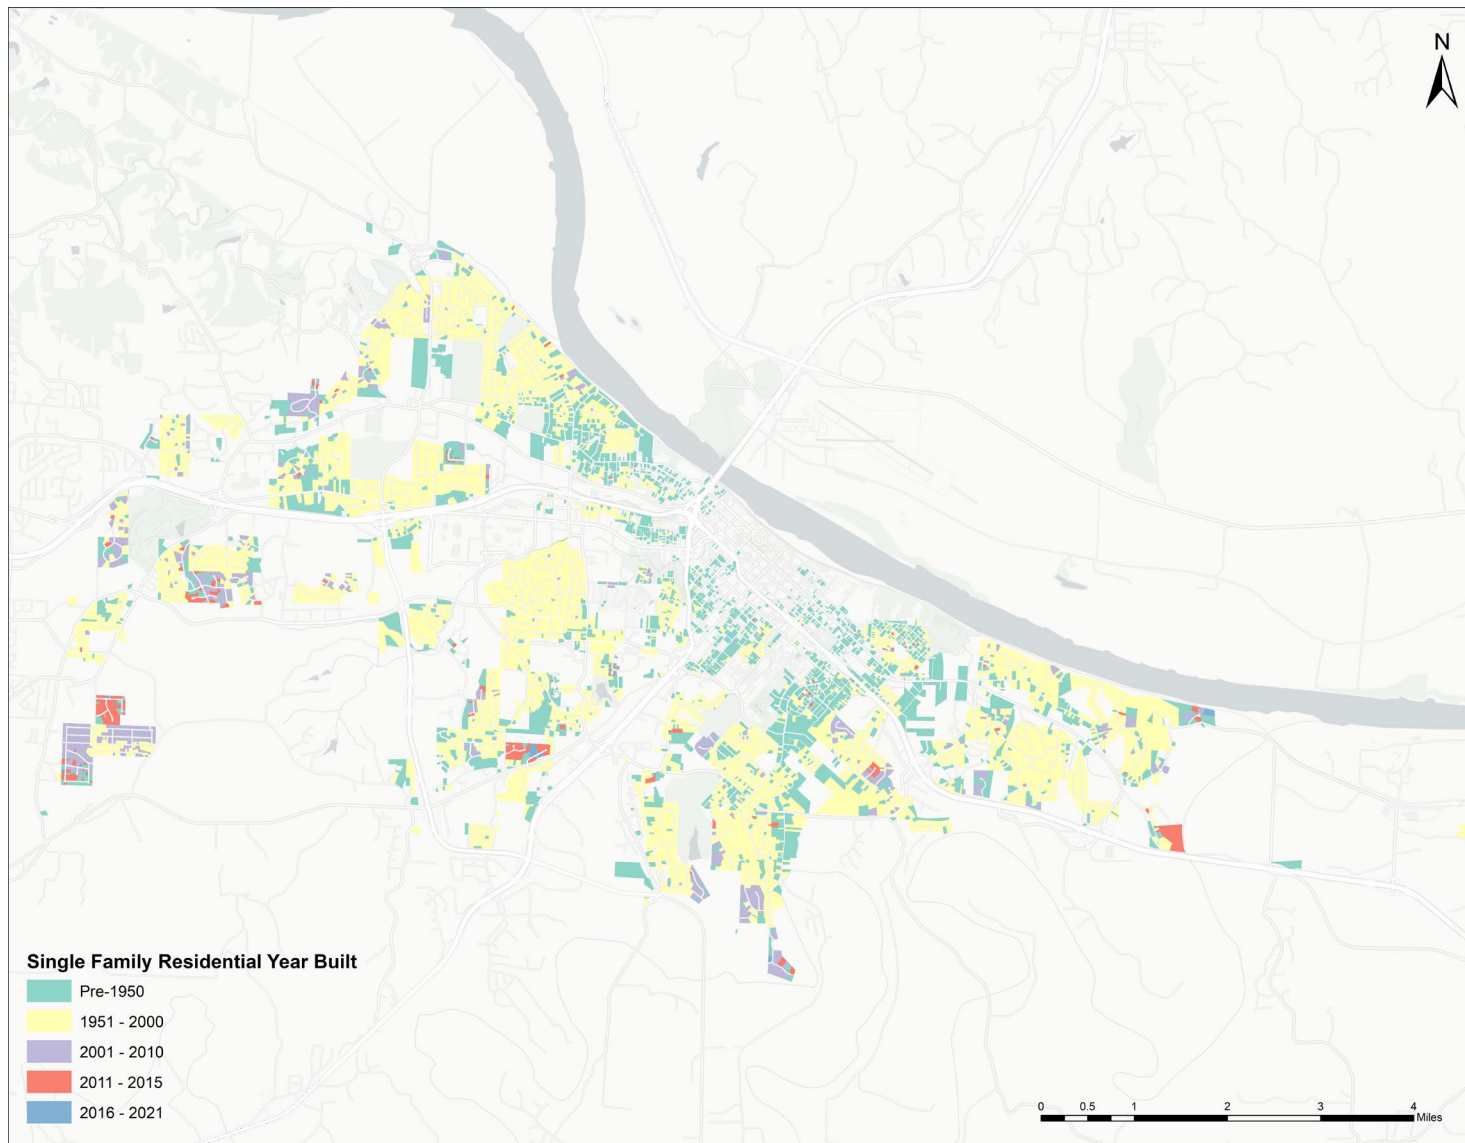 N
Single Family Residential Year Built
Pre-1950
1951 - 2000
2001 - 2010
2011 - 2015
2016 - 2021
0 0.5 1 2 3 4
Miles